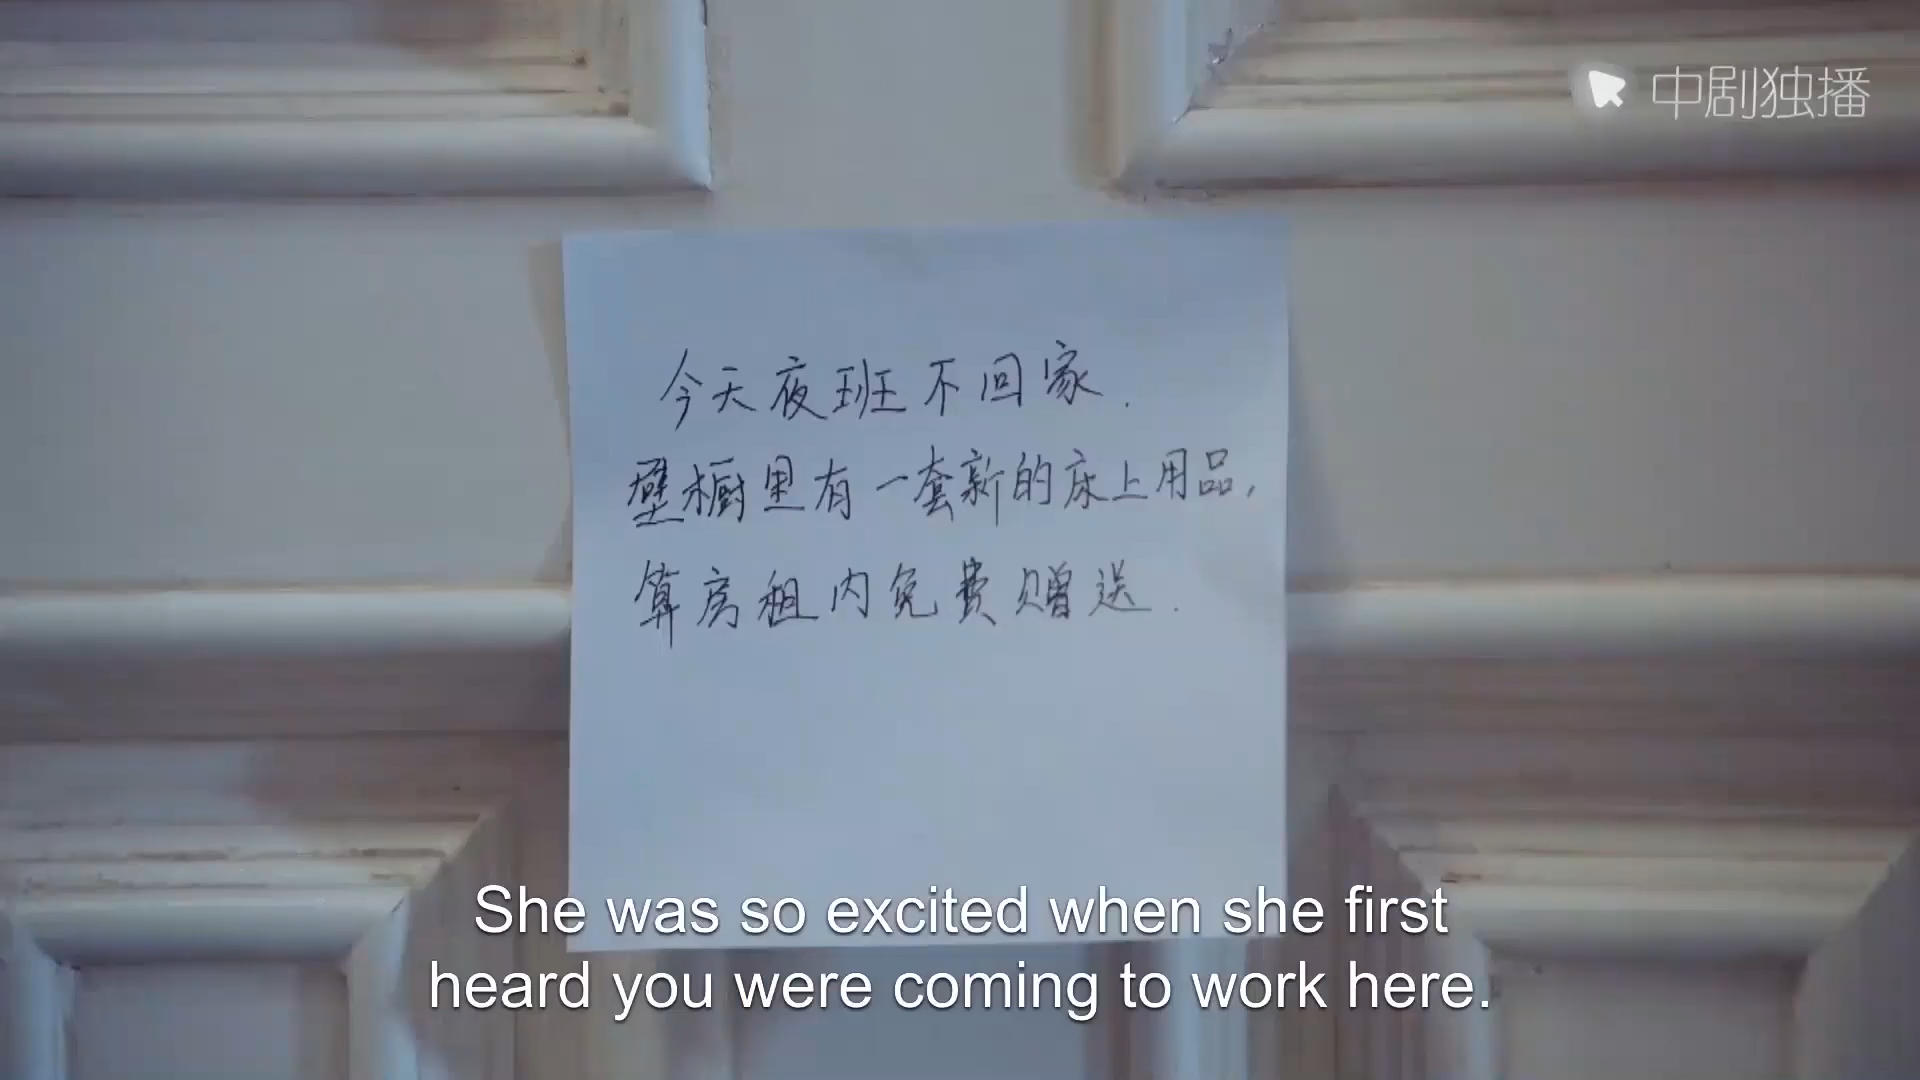 中剧独播
今天夜班不回家.
壁橱里有一套新的床上用品,
算房租内免费赠送.
She was so excited when she first
heard you were coming to work here.